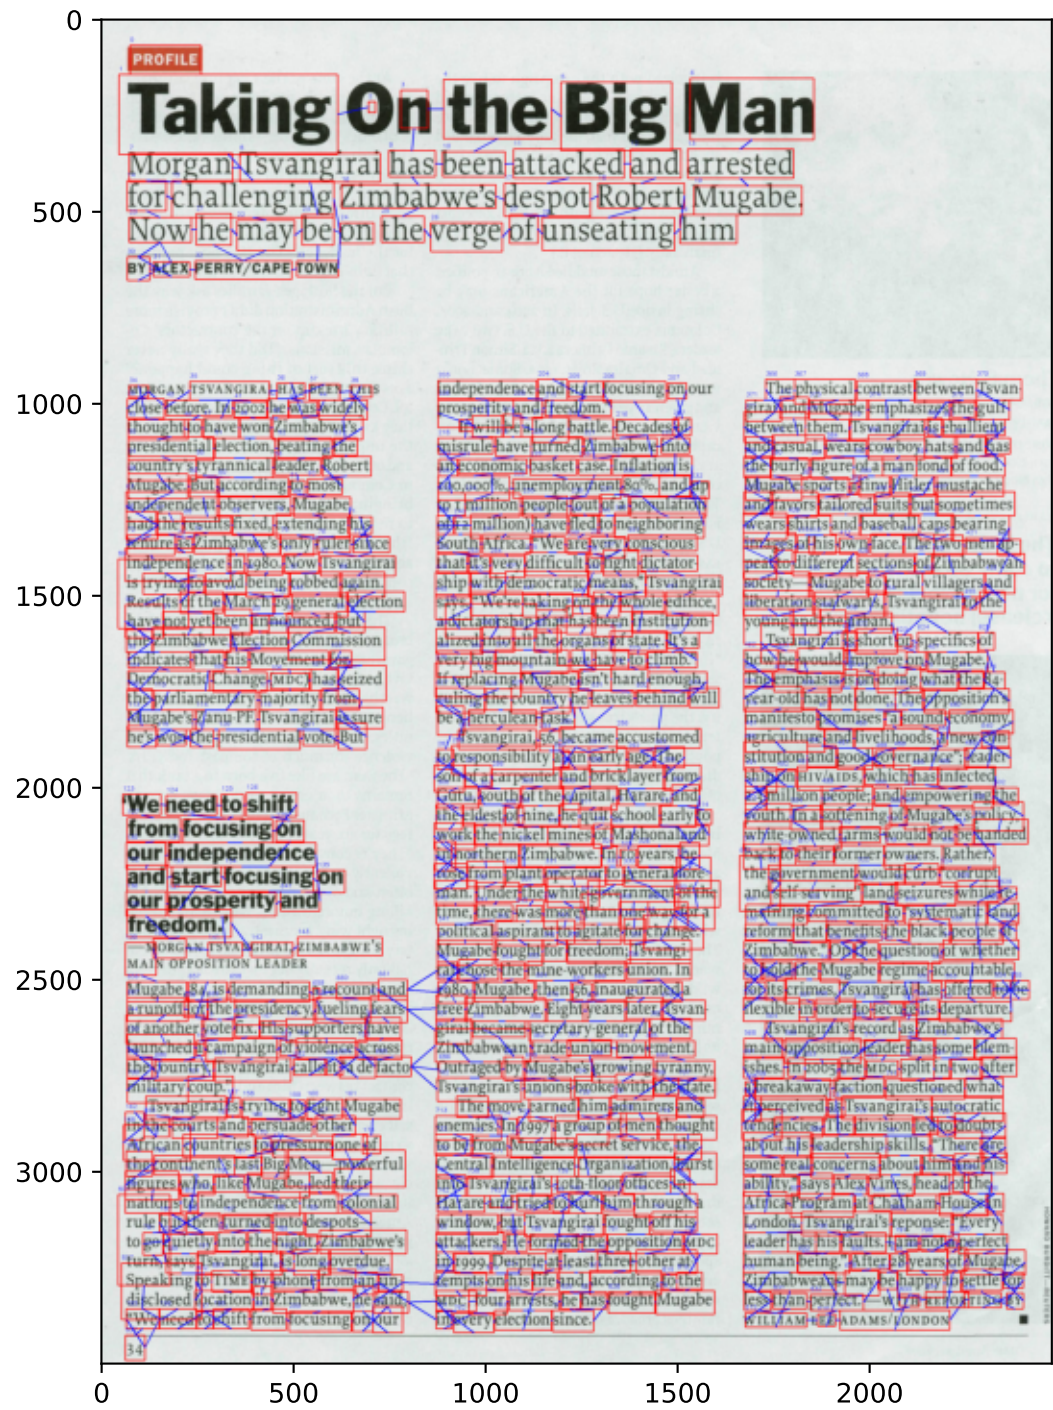 PROFILE
Taking On the Big Man
Morgan Tsvangirai has been attacked and arrested
for challenging Zimbabwe's despot Robert Mugabe.
Now he may be on the verge of unseating him
BY ALEX PERRY/CAPE TOWN
MORGAN TSVANGIRAI HAS BEEN THIS
close before. In 2002 he was widely
thought to have won Zimbabwe's
presidential election, beating the
country's tyrannical leader, Robert
Mugabe. But according to most
independent observers, Mugabe
had the results fixed, extending his
tenure as Zimbabwe's only ruler since
independence in 1980. Now Tsvangirai
is trying to avoid being robbed again.
Results of the March 29 general election
have not yet been announced, but
the Zimbabwe Election Commission
indicates that his Movement for
Democratic Change (MDC) has seized
the parliamentary majority from
Mugabe's Zanu-PF. Tsvangirai is sure
he's won the presidential vote. But
'We need to shift
from focusing on
our independence
and start focusing on
our prosperity and
freedom.'
—MORGAN TSVANGIRAI, ZIMBABWE'S
MAIN OPPOSITION LEADER
Mugabe, 84, is demanding a recount and
a runoff for the presidency, fueling fears
of another vote fix. His supporters have
launched a campaign of violence across
the country. Tsvangirai calls it "a de facto
military coup."
Tsvangirai is trying to fight Mugabe
in the courts and persuade other
African countries to pressure one of
the continent's last Big Men—powerful
figures who, like Mugabe, led their
nations to independence from colonial
rule but then turned into despots—
to go quietly into the night. Zimbabwe's
turn, says Tsvangirai, is long overdue.
Speaking to TIME by phone from an un-
disclosed location in Zimbabwe, he said,
"We need to shift from focusing on our
independence and start focusing on our
prosperity and freedom."
It will be a long battle. Decades of
misrule have turned Zimbabwe into
an economic basket case. Inflation is
140,000%, unemployment 80%, and up
to 3 million people (out of a population
of 12 million) have fled to neighboring
South Africa. "We are very conscious
that it's very difficult to fight dictator-
ship with democratic means," Tsvangirai
says. "We're taking on the whole edifice,
a dictatorship that has been institution-
alized into all the organs of state. It's a
very big mountain we have to climb."
If replacing Mugabe isn't hard enough,
ruling the country he leaves behind will
be a herculean task.
Tsvangirai, 56, became accustomed
to responsibility at an early age. The
son of a carpenter and bricklayer from
Gutu, south of the capital, Harare, and
the eldest of nine, he quit school early to
work the nickel mines of Mashonaland
in northern Zimbabwe. In 10 years, he
rose from plant operator to general fore-
man. Under the white government of the
time, there was more than one way for a
political aspirant to agitate for change.
Mugabe fought for freedom; Tsvangi-
rai chose the mine-workers union. In
1980, Mugabe, then 56, inaugurated a
free Zimbabwe. Eight years later, Tsvan-
girai became secretary-general of the
Zimbabwean trade-union movement.
Outraged by Mugabe's growing tyranny,
Tsvangirai's unions broke with the state.
The move earned him admirers and
enemies. In 1997 a group of men thought
to be from Mugabe's secret service, the
Central Intelligence Organization, burst
into Tsvangirai's 10th-floor offices in
Harare and tried to hurl him through a
window, but Tsvangirai fought off his
attackers. He formed the opposition MDC
in 1999. Despite at least three other at-
tempts on his life and, according to the
MDC, four arrests, he has fought Mugabe
in every election since.
The physical contrast between Tsvan-
girai and Mugabe emphasizes the gulf
between them. Tsvangirai is ebullient
and casual, wears cowboy hats and has
the burly figure of a man fond of food.
Mugabe sports a tiny Hitler mustache
and favors tailored suits but sometimes
wears shirts and baseball caps bearing
images of his own face. The two men ap-
peal to different sections of Zimbabwean
society—Mugabe to rural villagers and
liberation stalwarts, Tsvangirai to the
young and the urban.
Tsvangirai is short on specifics of
how he would improve on Mugabe.
The emphasis is on doing what the 84-
year-old has not done. The opposition's
manifesto promises "a sound economy,
agriculture and livelihoods, a new con-
stitution and good governance"; leader-
ship on HIV/AIDS, which has infected
people; and empowering the
youth. In a softening of Mugabe's policy,
white-owned farms would not be handed
back to their former owners. Rather,
the government would curb "corrupt
and self-serving" land seizures while re-
maining committed to "systematic land
reform that benefits the black people of
Zimbabwe." On the question of whether
to hold the Mugabe regime accountable
for its crimes, Tsvangirai has offered to be
flexible in order to secure its departure.
Tsvangirai's record as Zimbabwe's
main opposition leader has some blem-
ishes. In 2005 the MDC split in two after
a breakaway faction questioned what
it perceived as Tsvangirai's autocratic
tendencies. The division led to doubts
about his leadership skills. "There are
some real concerns about him and his
ability," says Alex Vines, head of the
Africa Program at Chatham House in
London. Tsvangirai's reponse: "Every
leader has his faults. I am not a perfect
human being." After 28 years of Mugabe,
Zimbabweans may be happy to settle for
less than perfect. —WITH REPORTING BY
WILLIAM LEE ADAMS/LONDON
34